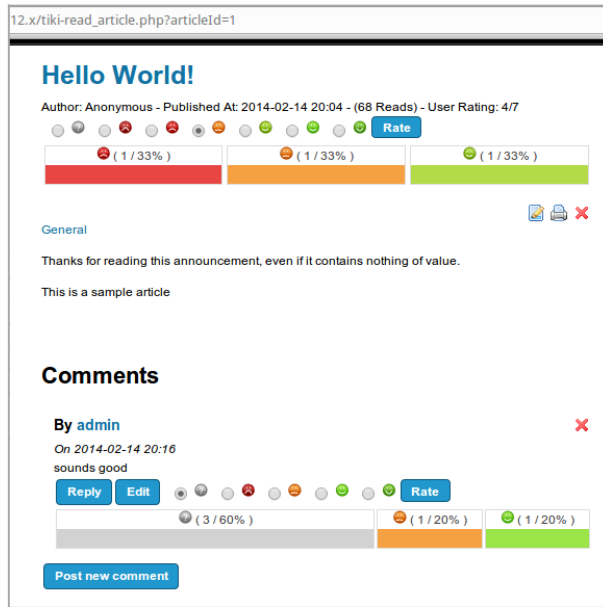 12.x/tiki-read_article.php?articleId=1
Hello World!
Author: Anonymous - Published At: 2014-02-14 20:04 - (68 Reads) - User Rating: 4/7
Rate
( 1 / 33% ) ( 1 / 33% ) ( 1 / 33% )
General
Thanks for reading this announcement, even if it contains nothing of value.
This is a sample article
Comments
By admin
On 2014-02-14 20:16
sounds good
Reply Edit Rate
( 3 / 60% ) ( 1 / 20% ) ( 1 / 20% )
Post new comment